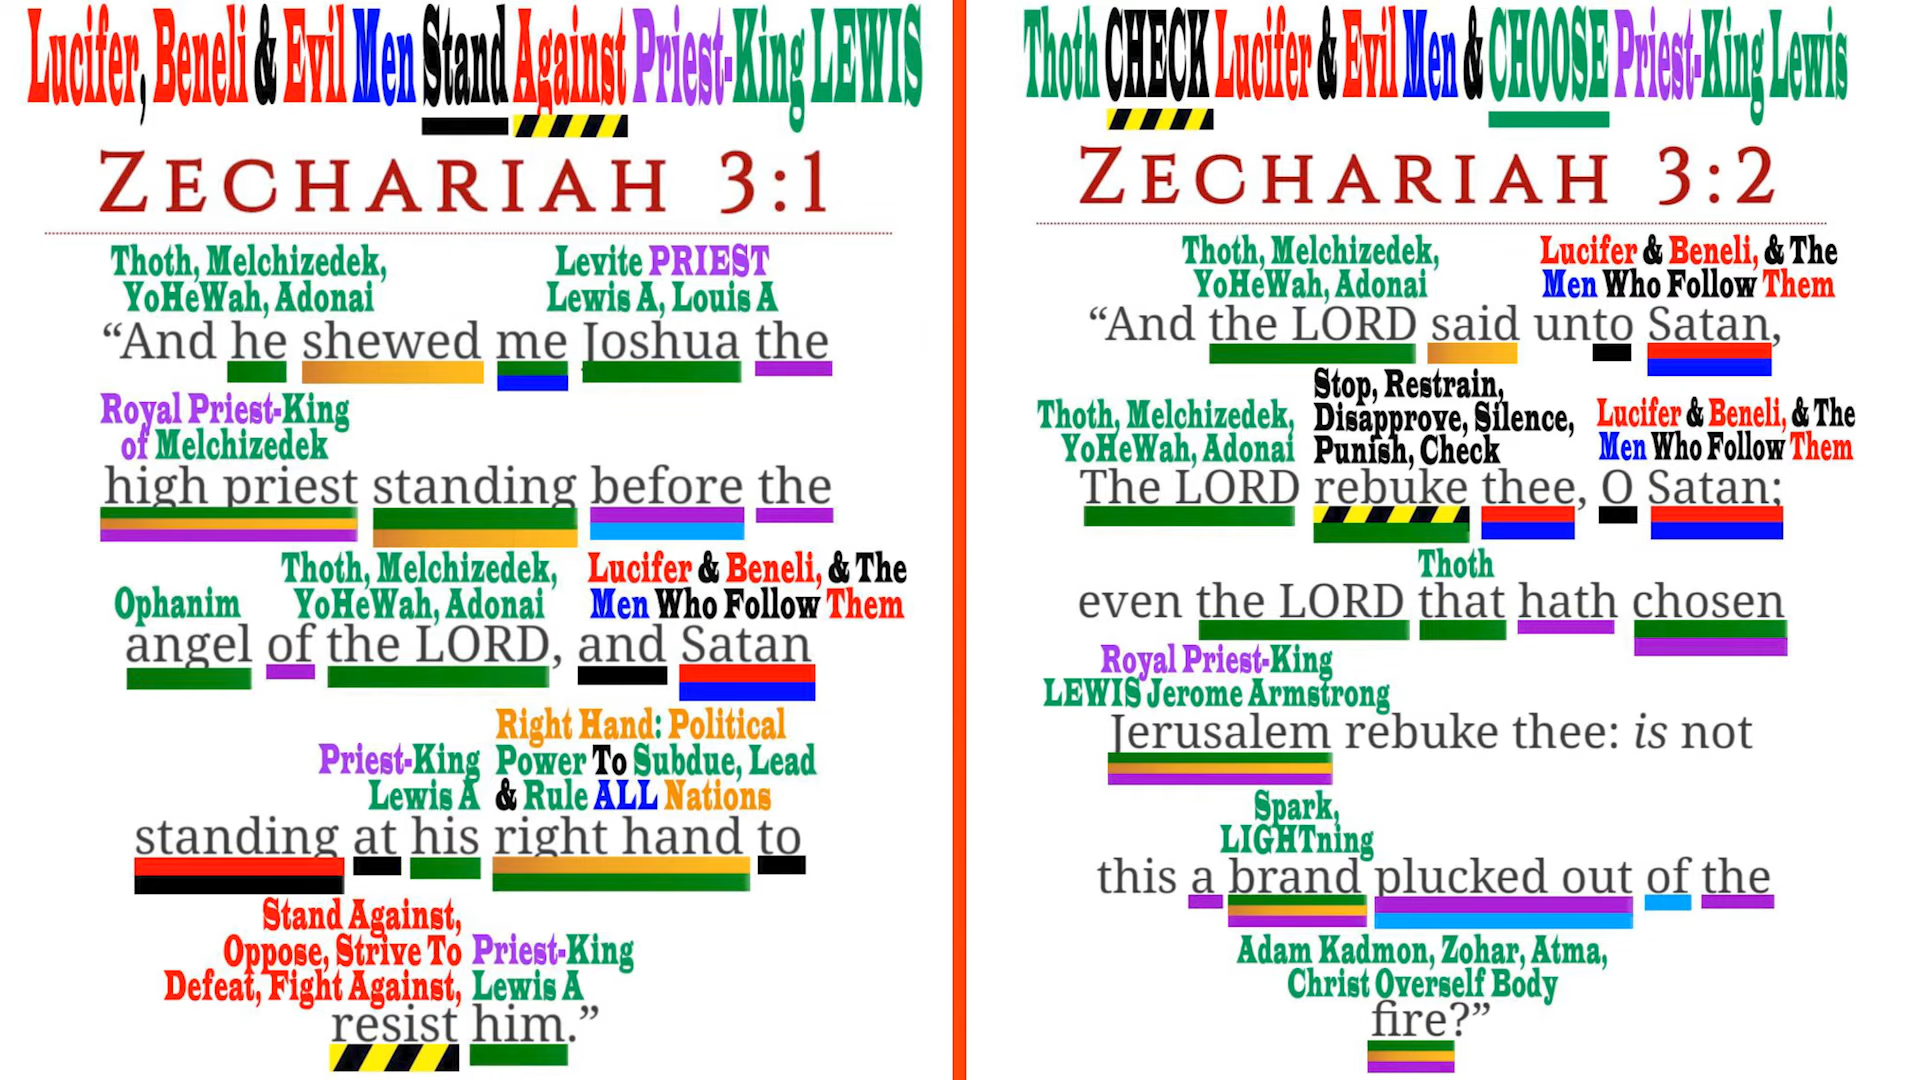 Lucifer, Beneli & Evil Men Stand Against Priest-King LEWIS
ZECHARIAH 3:1
Thoth, Melchizedek, Levite PRIEST
YoHeWah, Adonai Lewis A, Louis A
“And he shewed me Joshua the
Royal Priest-King
of Melchizedek
high priest standing before the
Thoth, Melchizedek, Lucifer & Beneli, & The
Ophanim YoHeWah, Adonai Men Who Follow Them
angel of the LORD, and Satan
Right Hand: Political
Priest-King Power To Subdue, Lead
Lewis A & Rule ALL Nations
standing at his right hand to
Stand Against,
Oppose, Strive To Priest-King
Defeat, Fight Against, Lewis A
resist him.”
Thoth CHECK Lucifer & Evil Men & CHOOSE Priest-King Lewis
ZECHARIAH 3:2
Thoth, Melchizedek, Lucifer & Beneli, & The
YoHeWah, Adonai Men Who Follow Them
“And the LORD said unto Satan,
Stop, Restrain,
Thoth, Melchizedek, Disapprove, Silence, Lucifer & Beneli, & The
YoHeWah, Adonai Punish, Check Men Who Follow Them
The LORD rebuke thee, O Satan;
Thoth
even the LORD that hath chosen
Royal Priest-King
LEWIS Jerome Armstrong
Jerusalem rebuke thee: is not
Spark,
LIGHTning
this a brand plucked out of the
Adam Kadmon, Zohar, Atma,
Christ Overself Body
fire?”